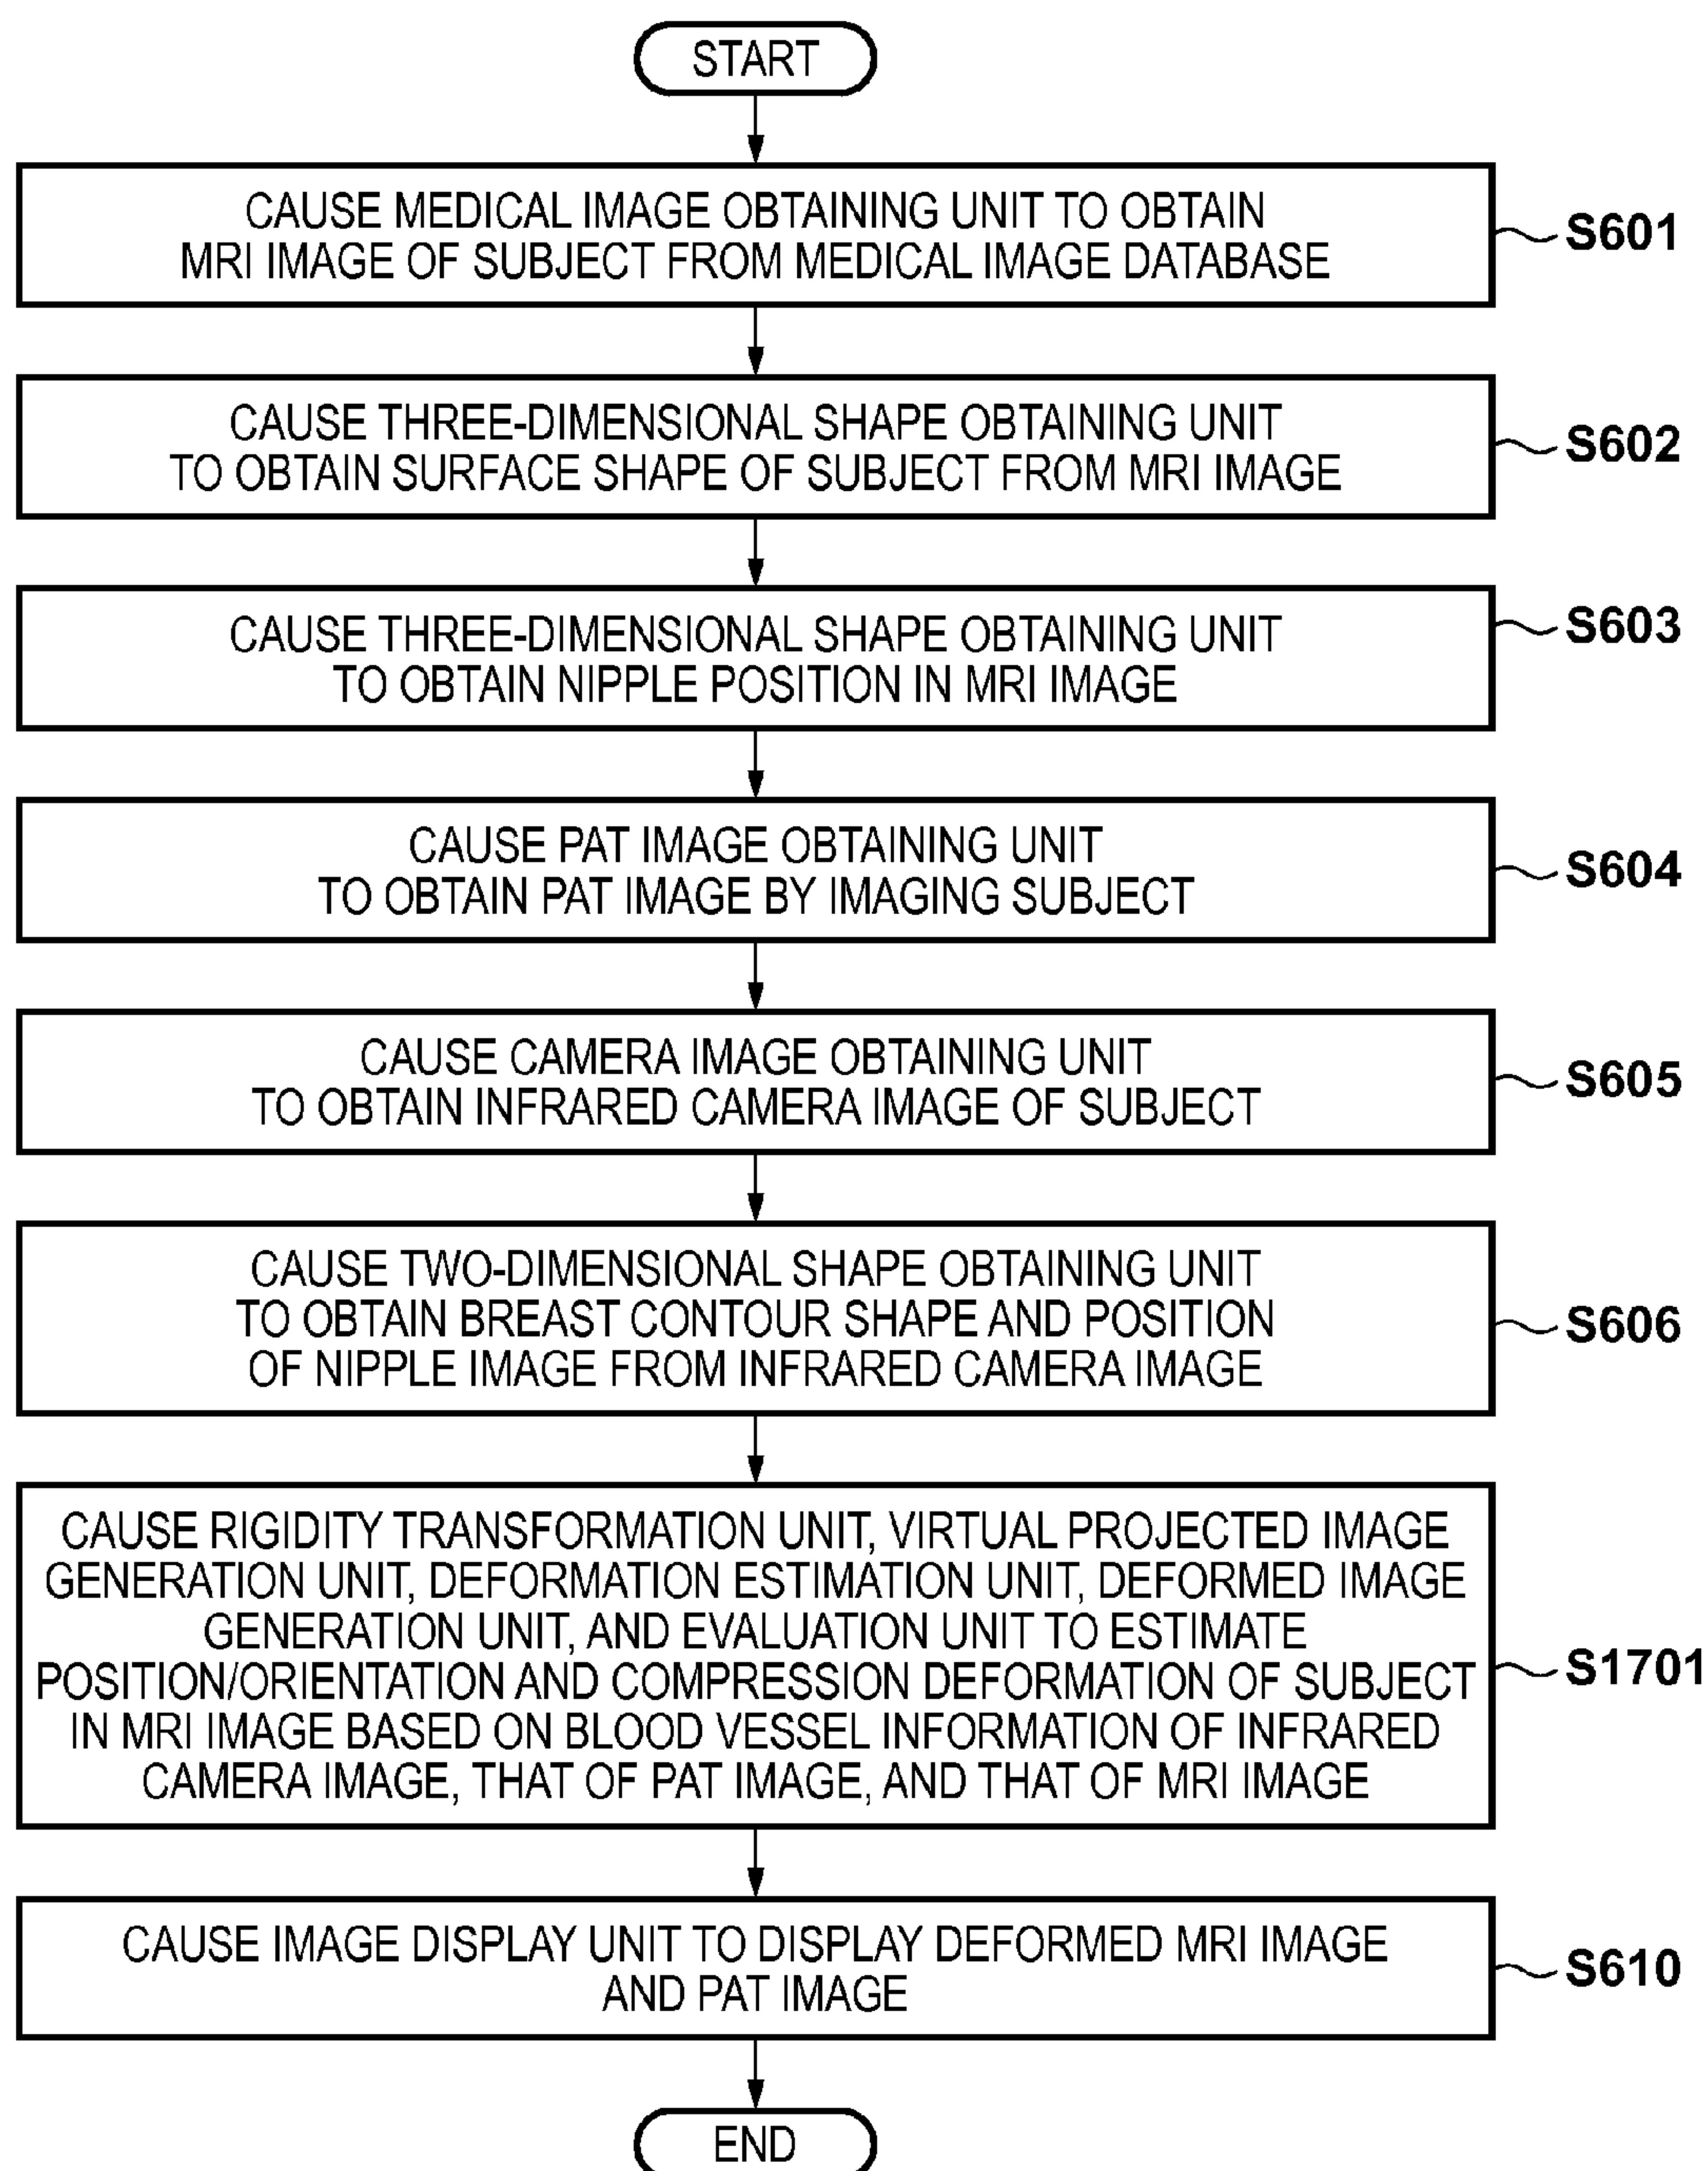 START
CAUSE MEDICAL IMAGE OBTAINING UNIT TO OBTAIN
MRI IMAGE OF SUBJECT FROM MEDICAL IMAGE DATABASE
S601
CAUSE THREE-DIMENSIONAL SHAPE OBTAINING UNIT
TO OBTAIN SURFACE SHAPE OF SUBJECT FROM MRI IMAGE
S602
CAUSE THREE-DIMENSIONAL SHAPE OBTAINING UNIT
TO OBTAIN NIPPLE POSITION IN MRI IMAGE
S603
CAUSE PAT IMAGE OBTAINING UNIT
TO OBTAIN PAT IMAGE BY IMAGING SUBJECT
S604
CAUSE CAMERA IMAGE OBTAINING UNIT
TO OBTAIN INFRARED CAMERA IMAGE OF SUBJECT
S605
CAUSE TWO-DIMENSIONAL SHAPE OBTAINING UNIT
TO OBTAIN BREAST CONTOUR SHAPE AND POSITION
OF NIPPLE IMAGE FROM INFRARED CAMERA IMAGE
S606
CAUSE RIGIDITY TRANSFORMATION UNIT, VIRTUAL PROJECTED IMAGE
GENERATION UNIT, DEFORMATION ESTIMATION UNIT, DEFORMED IMAGE
GENERATION UNIT, AND EVALUATION UNIT TO ESTIMATE
POSITION/ORIENTATION AND COMPRESSION DEFORMATION OF SUBJECT
IN MRI IMAGE BASED ON BLOOD VESSEL INFORMATION OF INFRARED
CAMERA IMAGE, THAT OF PAT IMAGE, AND THAT OF MRI IMAGE
S1701
CAUSE IMAGE DISPLAY UNIT TO DISPLAY DEFORMED MRI IMAGE
AND PAT IMAGE
S610
END